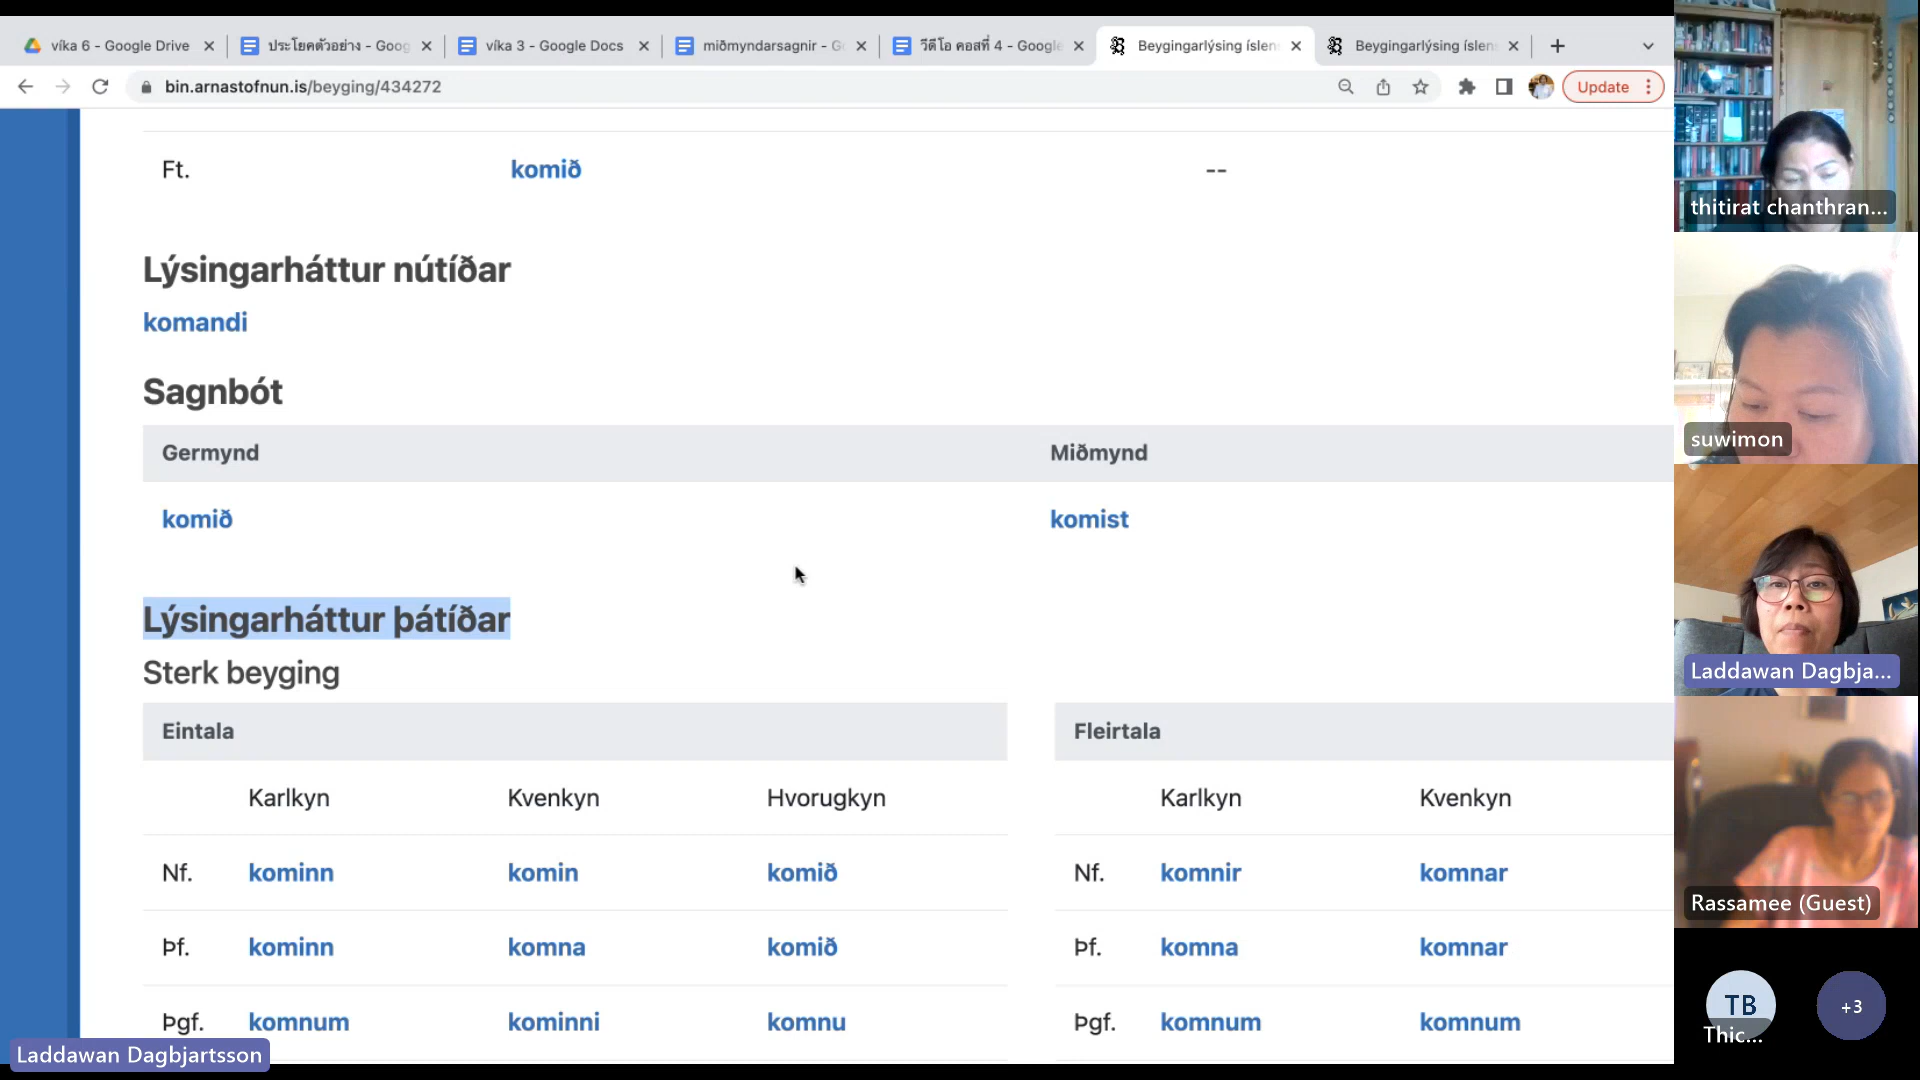 víka 6 - Google Drive
ประโยคตัวอย่าง - Goog
víka 3 - Google Docs
miðmyndarsagnir - G
วีดีโอ คอสที่ 4 - Google
Beygingarlýsing íslen
Beygingarlýsing íslens
bin.arnastofnun.is/beyging/434272
Update
Ft. komið --
Lýsingarháttur nútíðar
komandi
Sagnbót
Germynd Miðmynd
komið komist
Lýsingarháttur þátíðar
Sterk beyging
Eintala Fleirtala
Karlkyn Kvenkyn Hvorugkyn Karlkyn Kvenkyn
Nf. kominn komin komið Nf. komnir komnar
Þf. kominn komna komið Þf. komna komnar
Þgf. komnum kominni komnu Þgf. komnum komnum
Laddawan Dagbjartsson
thitirat chanthran...
suwimon
Laddawan Dagbja...
Rassamee (Guest)
TB
Thic...
+3